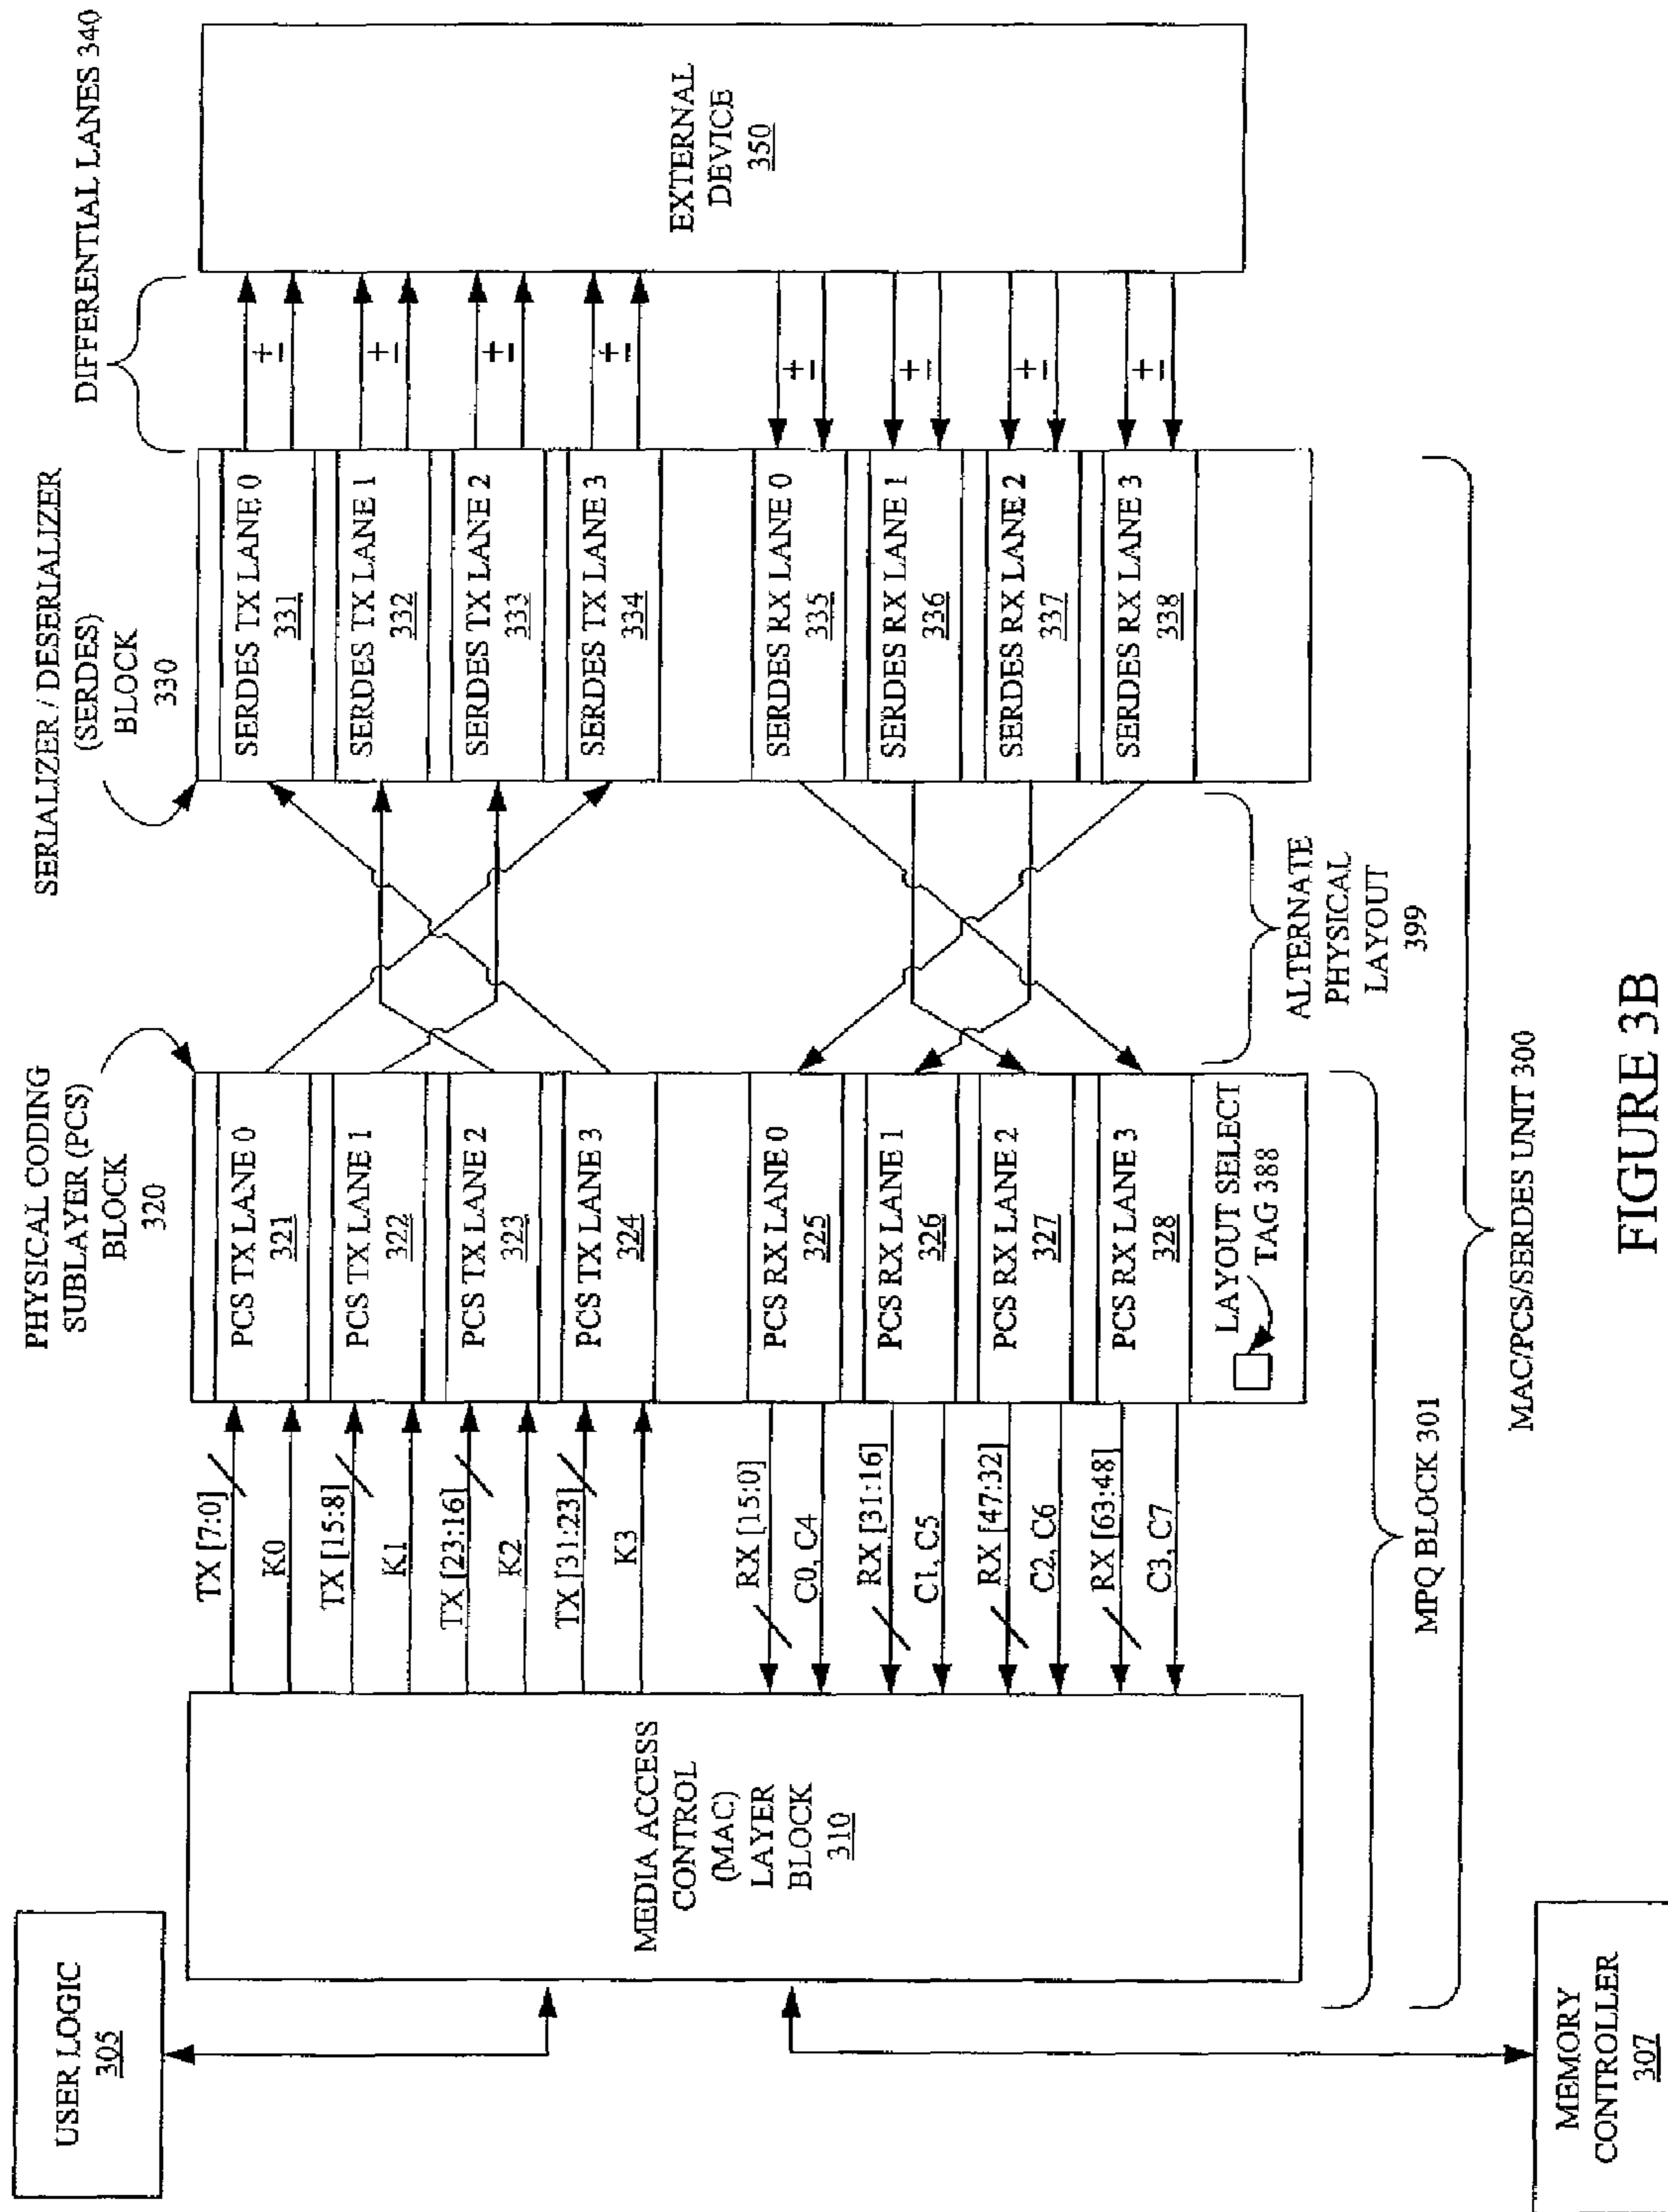 USER LOGIC
305
MEMORY
CONTROLLER
307
MEDIA ACCESS
CONTROL
(MAC)
LAYER
BLOCK
310
TX [7:0]
K0
TX [15:8]
K1
TX [23:16]
K2
TX [31:23]
K3
RX [15:0]
C0, C4
RX [31:16]
C1, C5
RX [47:32]
C2, C6
RX [63:48]
C3, C7
PHYSICAL CODING
SUBLAYER (PCS)
BLOCK
320
PCS TX LANE 0
321
PCS TX LANE 1
322
PCS TX LANE 2
323
PCS TX LANE 3
324
PCS RX LANE 0
325
PCS RX LANE 1
326
PCS RX LANE 2
327
PCS RX LANE 3
328
LAYOUT SELECT
TAG 388
SERIALIZER / DESERIALIZER
(SERDES)
BLOCK
330
SERDES TX LANE 0
331
SERDES TX LANE 1
332
SERDES TX LANE 2
333
SERDES TX LANE 3
334
SERDES RX LANE 0
335
SERDES RX LANE 1
336
SERDES RX LANE 2
337
SERDES RX LANE 3
338
ALTERNATE
PHYSICAL
LAYOUT
399
DIFFERENTIAL LANES 340
+
-
+
-
+
-
+
-
+
-
+
-
+
-
+
-
EXTERNAL
DEVICE
350
MPQ BLOCK 301
MAC/PCS/SERDES UNIT 300
FIGURE 3B